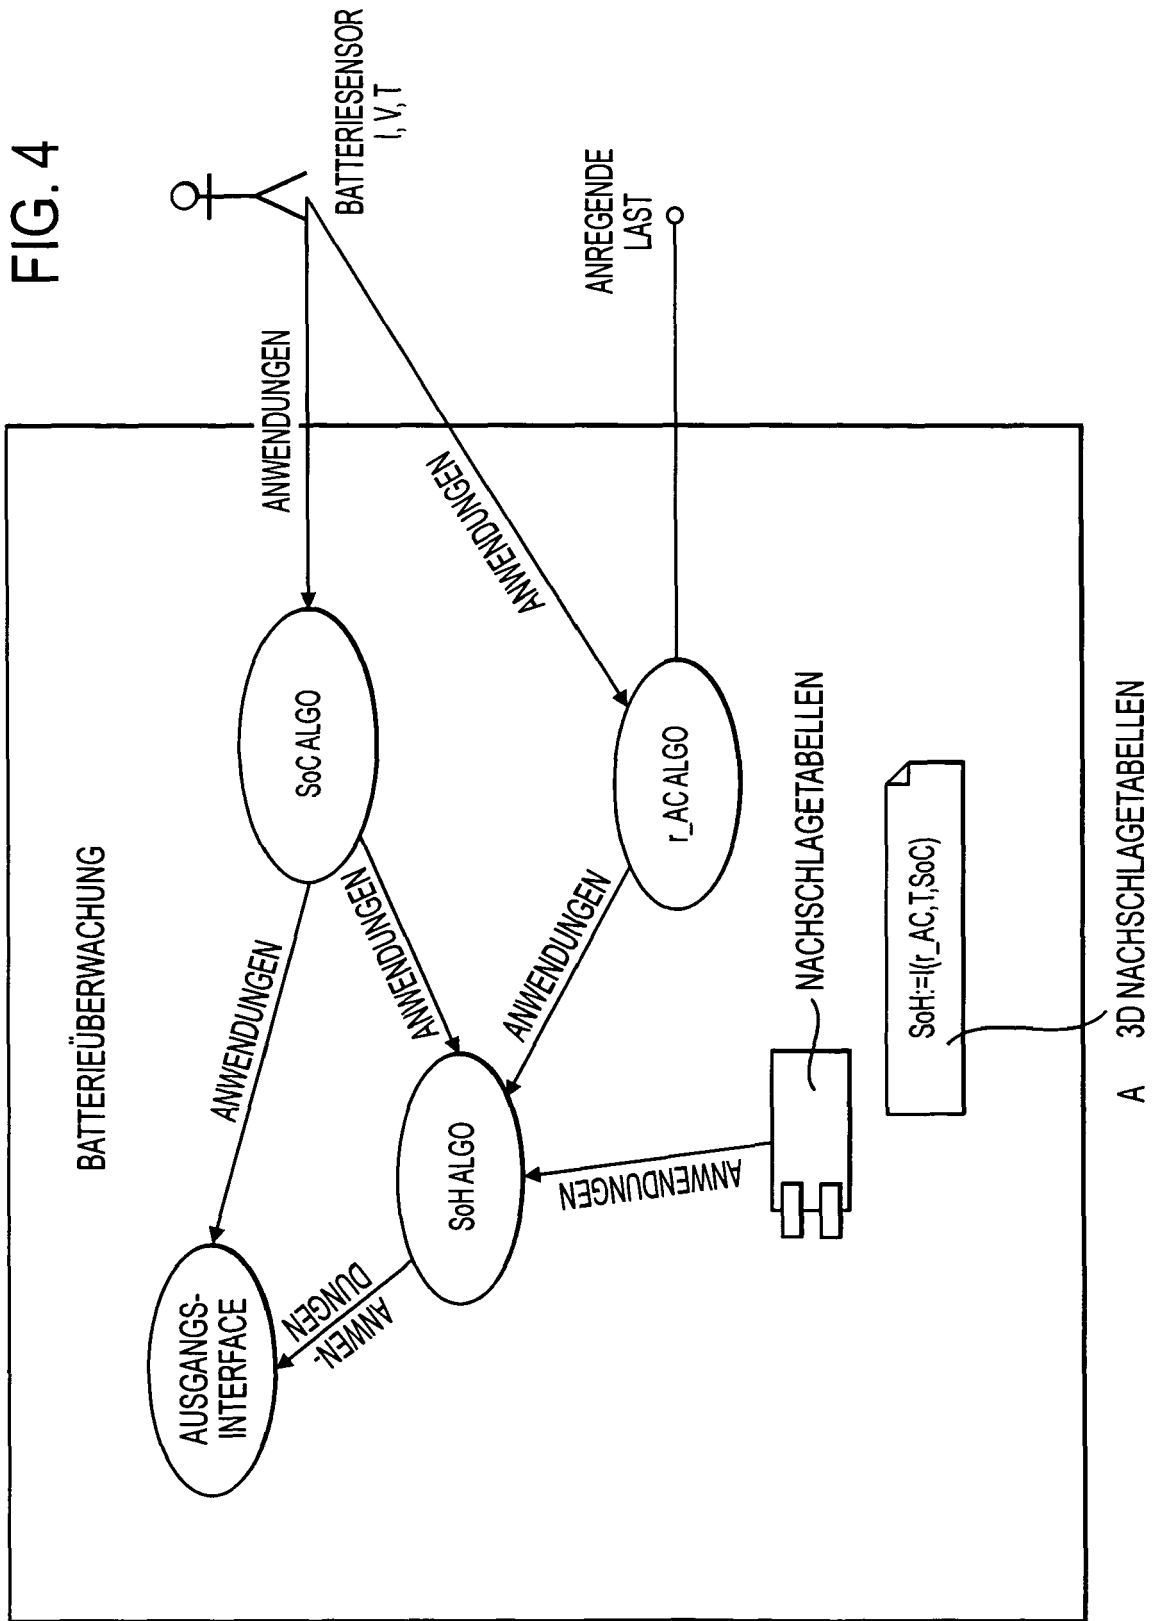 FIG. 4
BATTERIEÜBERWACHUNG
BATTERIESENSOR
I, V, T
ANWENDUNGEN
ANWENDUNGEN
ANREGENDE
LAST
SoC ALGO
r_AC ALGO
ANWENDUNGEN
ANWENDUNGEN
ANWENDUNGEN
AUSGANGS-
INTERFACE
SoH ALGO
ANWEN-
DUNGEN
ANWENDUNGEN
NACHSCHLAGETABELLEN
SoH:=I(r_AC,T,SoC)
A 3D NACHSCHLAGETABELLEN